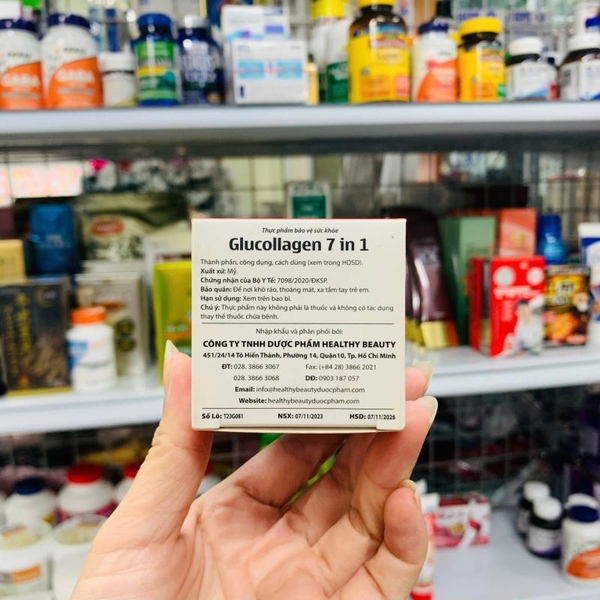 GABA
GABA
Thực phẩm bảo vệ sức khỏe
Glucollagen 7 in 1
Thành phần, công dụng, cách dùng (xem trong HDSD).
Xuất xứ: Mỹ.
Chứng nhận của Bộ Y Tế: 7098/2020/ĐKSP.
Bảo quản: Để nơi khô ráo, thoáng mát, xa tầm tay trẻ em.
Hạn sử dụng: Xem trên bao bì.
Chú ý: Thực phẩm này không phải là thuốc và không có tác dụng
thay thế thuốc chữa bệnh.
Nhập khẩu và phân phối bởi:
CÔNG TY TNHH DƯỢC PHẨM HEALTHY BEAUTY
451/24/14 Tô Hiến Thành, Phường 14, Quận10, Tp. Hồ Chí Minh
ĐT: 028. 3866 3067 Fax: (+84 28) 3866 2021
028. 3866 3068 DĐ: 0903 187 057
Email: info@healthybeautyduocpham.com
Website: healthybeautyduocpham.com
Số Lô: T23G081 NSX: 07/11/2023 HSD: 07/11/2026